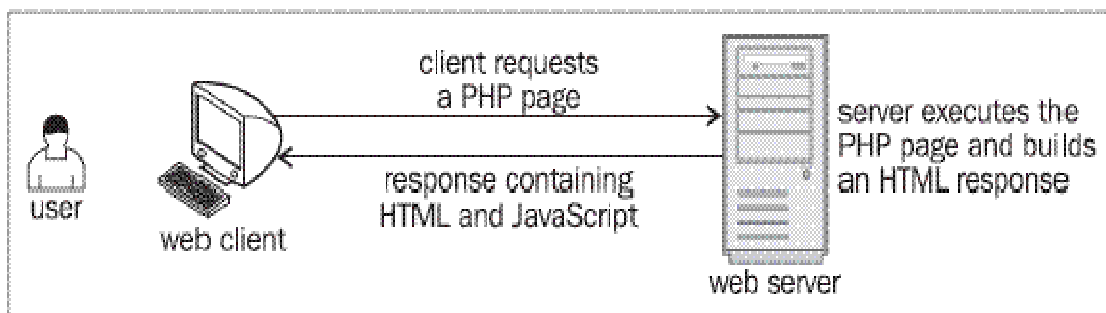 client requests
a PHP page
server executes the
PHP page and builds
an HTML response
response containing
HTML and JavaScript
user
web client
web server